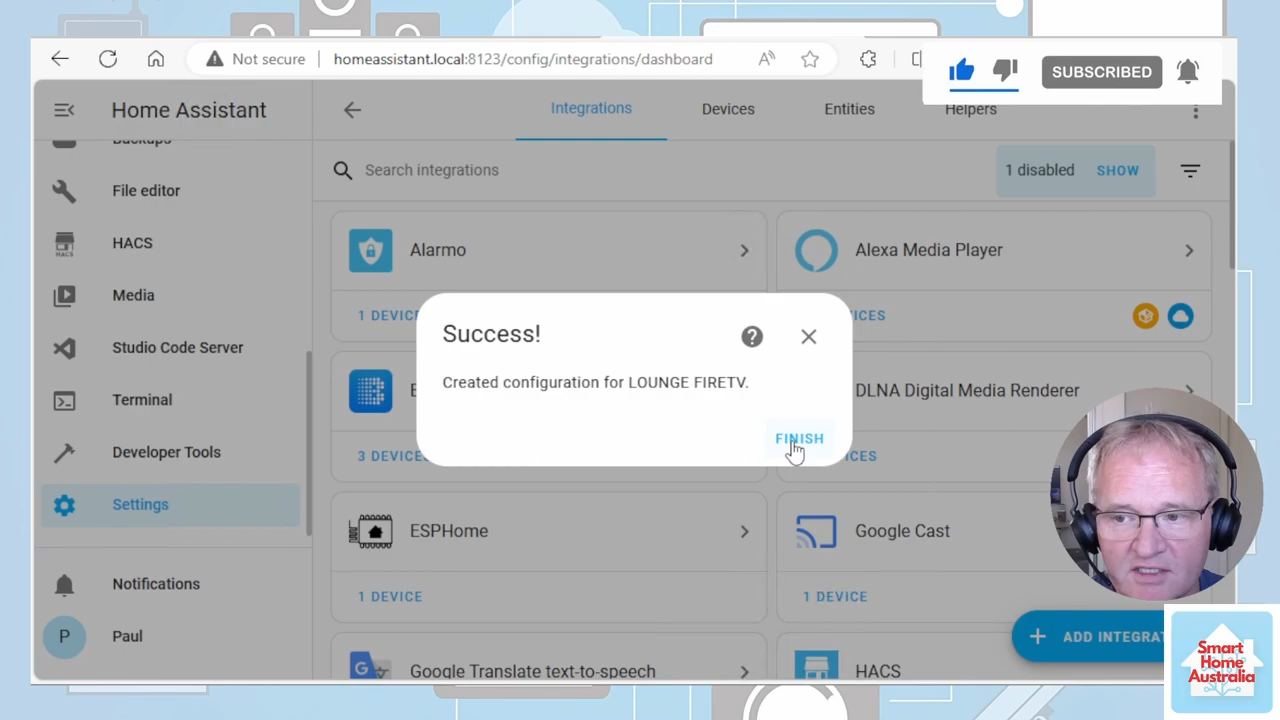 Not secure
homeassistant.local:8123/config/integrations/dashboard
SUBSCRIBED
Home Assistant
Integrations
Devices
Entities
Helpers
Backups
File editor
HACS
Media
Studio Code Server
Terminal
Developer Tools
Settings
Notifications
P
Paul
Search integrations
1 disabled
SHOW
Alarmo
Alexa Media Player
1
Success!
Created configuration for LOUNGE FIRETV.
FINISH
DLNA Digital Media Renderer
3
ESPHome
Google Cast
1 DEVICE
1 DEVICE
Google Translate text-to-speech
HACS
HACS
+ ADD
Smart
Home
Australia